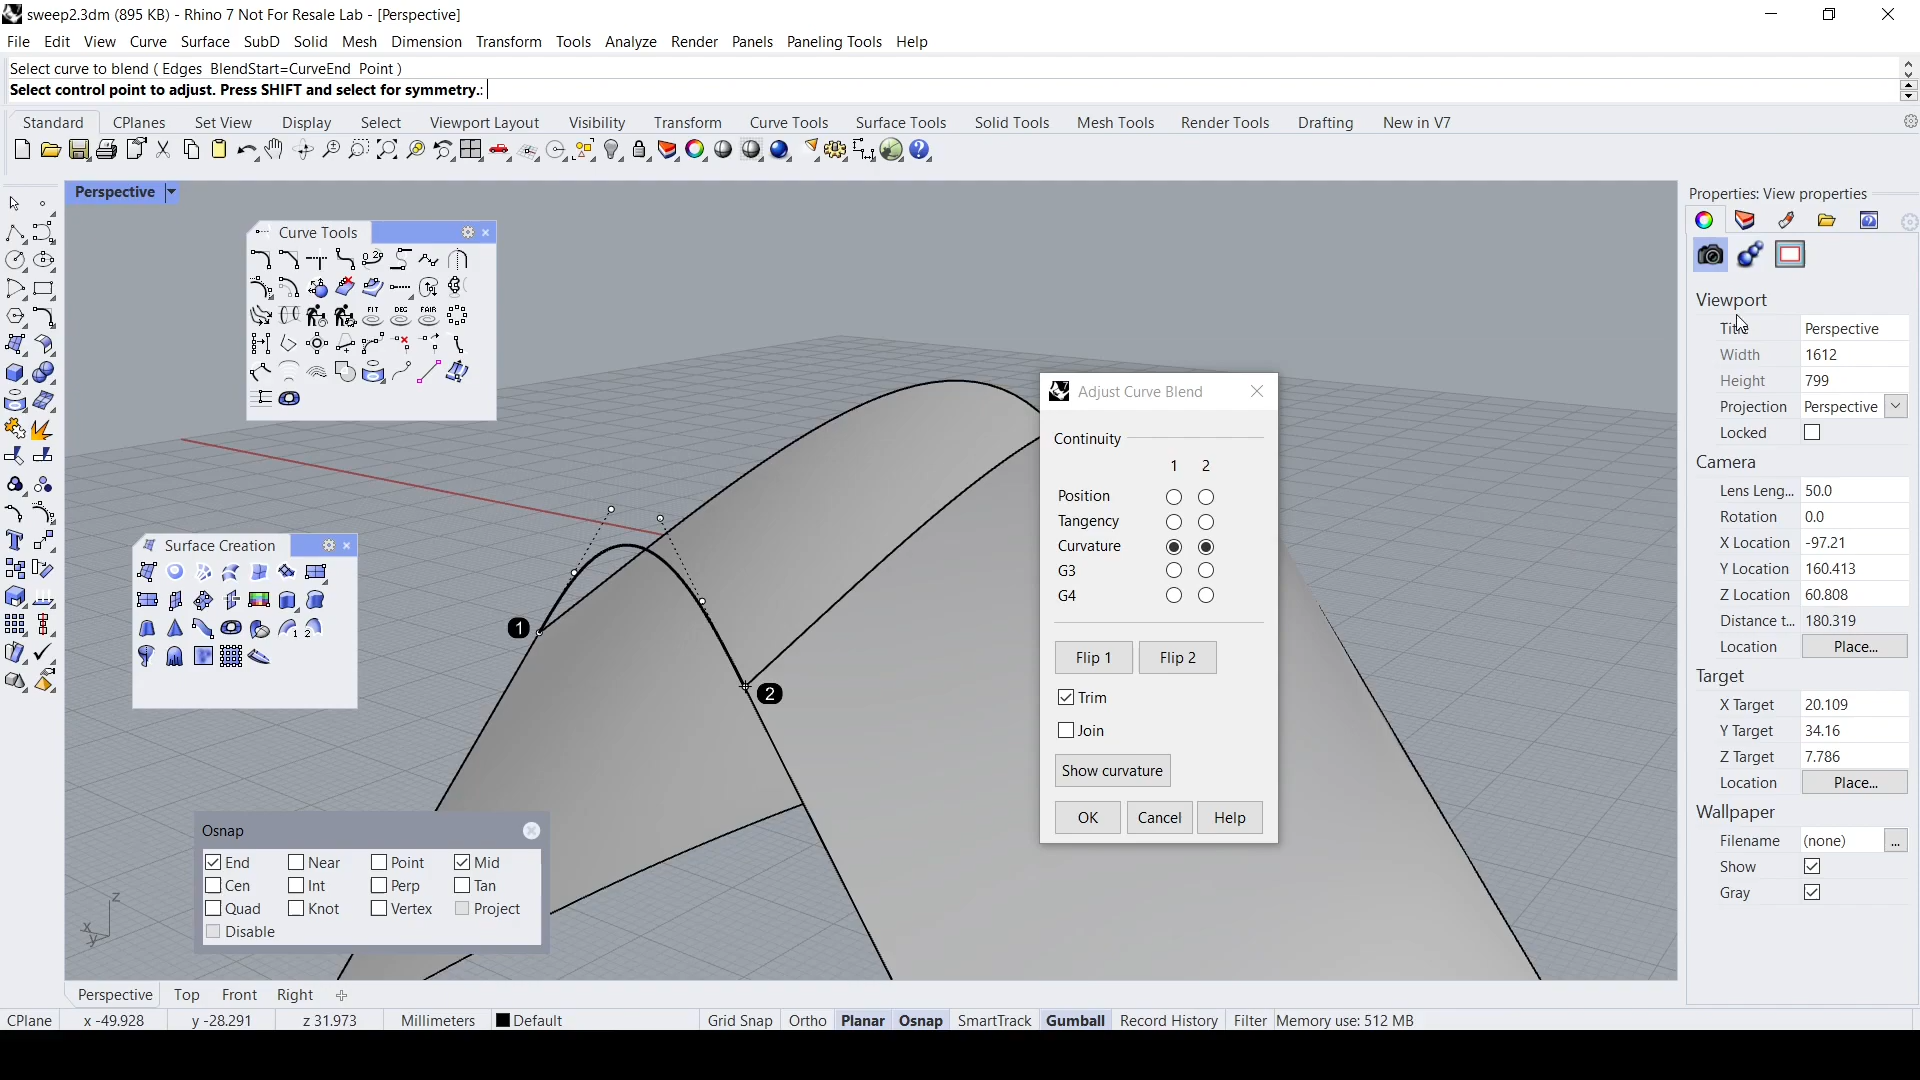 sweep2.3dm (895 KB) - Rhino 7 Not For Resale Lab - [Perspective]
File Edit View Curve Surface SubD Solid Mesh Dimension Transform Tools Analyze Render Panels Paneling Tools Help
Select curve to blend ( Edges BlendStart=CurveEnd Point )
Select control point to adjust. Press SHIFT and select for symmetry.:
Standard CPlanes Set View Display Select Viewport Layout Visibility Transform Curve Tools Surface Tools Solid Tools Mesh Tools Render Tools Drafting New in V7
Perspective
Curve Tools
FIT DEG FAIR
Surface Creation
1
2
Osnap
End Near Point Mid
Cen Int Perp Tan
Quad Knot Vertex Project
Disable
z
x
y
Adjust Curve Blend
Continuity
1 2
Position
Tangency
Curvature
G3
G4
Flip 1 Flip 2
Trim
Join
Show curvature
OK Cancel Help
Properties: View properties
Viewport
Title Perspective
Width 1612
Height 799
Projection Perspective
Locked
Camera
Lens Leng... 50.0
Rotation 0.0
X Location -97.21
Y Location 160.413
Z Location 60.808
Distance t... 180.319
Location Place...
Target
X Target 20.109
Y Target 34.16
Z Target 7.786
Location Place...
Wallpaper
Filename (none) ...
Show
Gray
Perspective Top Front Right
CPlane x -49.928 y -28.291 z 31.973 Millimeters Default Grid Snap Ortho Planar Osnap SmartTrack Gumball Record History Filter Memory use: 512 MB